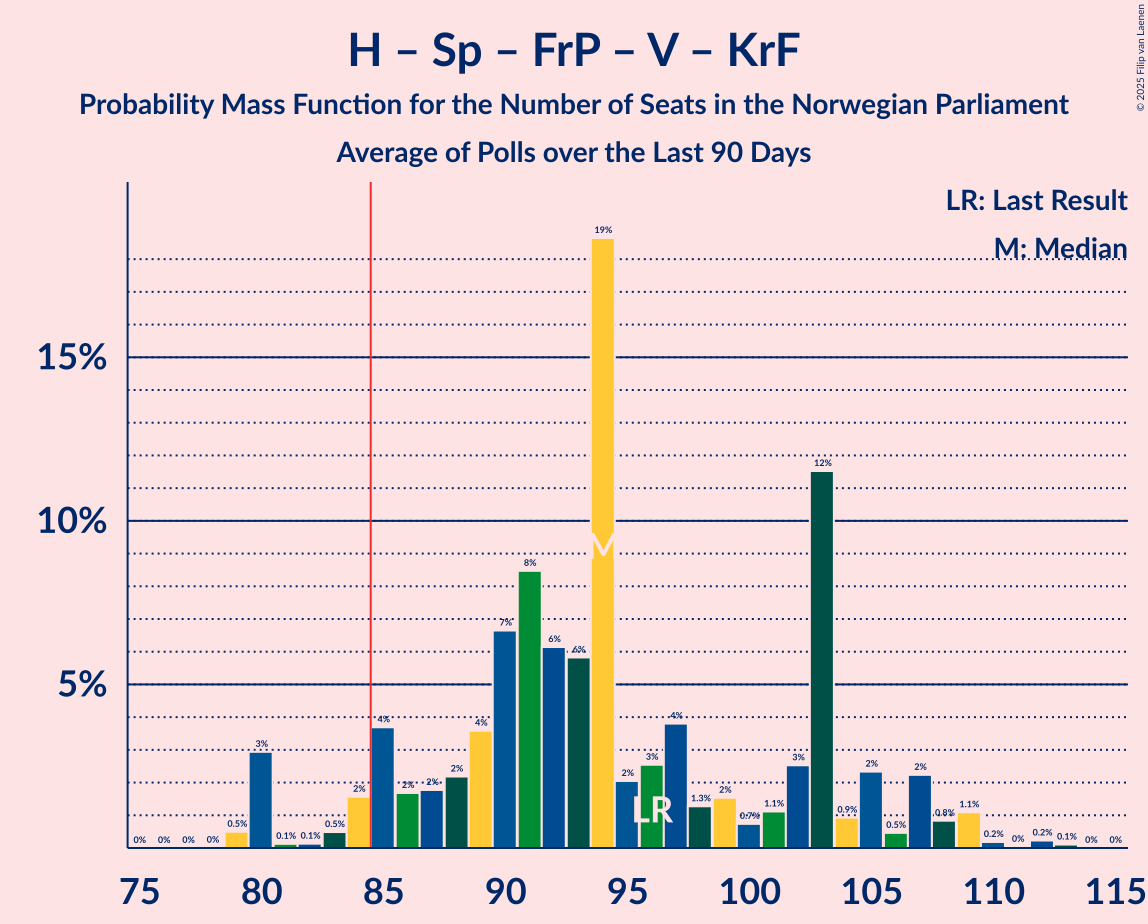 H – Sp – FrP – V – KrF
Probability Mass Function for the Number of Seats in the Norwegian Parliament
Average of Polls over the Last 90 Days
© 2025 Filip van Laenen
LR: Last Result
M: Median
15%
10%
5%
0% 0% 0% 0% 0.5% 3% 0.1% 0.1% 0.5% 2% 4% 2% 2% 2% 4% 7% 8% 6% 6% 19% 2% 3% 4% 1.3% 2% 0.7% 1.1% 3% 12% 0.9% 2% 0.5% 2% 0.8% 1.1% 0.2% 0% 0.2% 0.1% 0% 0%
M
LR
75 80 85 90 95 100 105 110 115